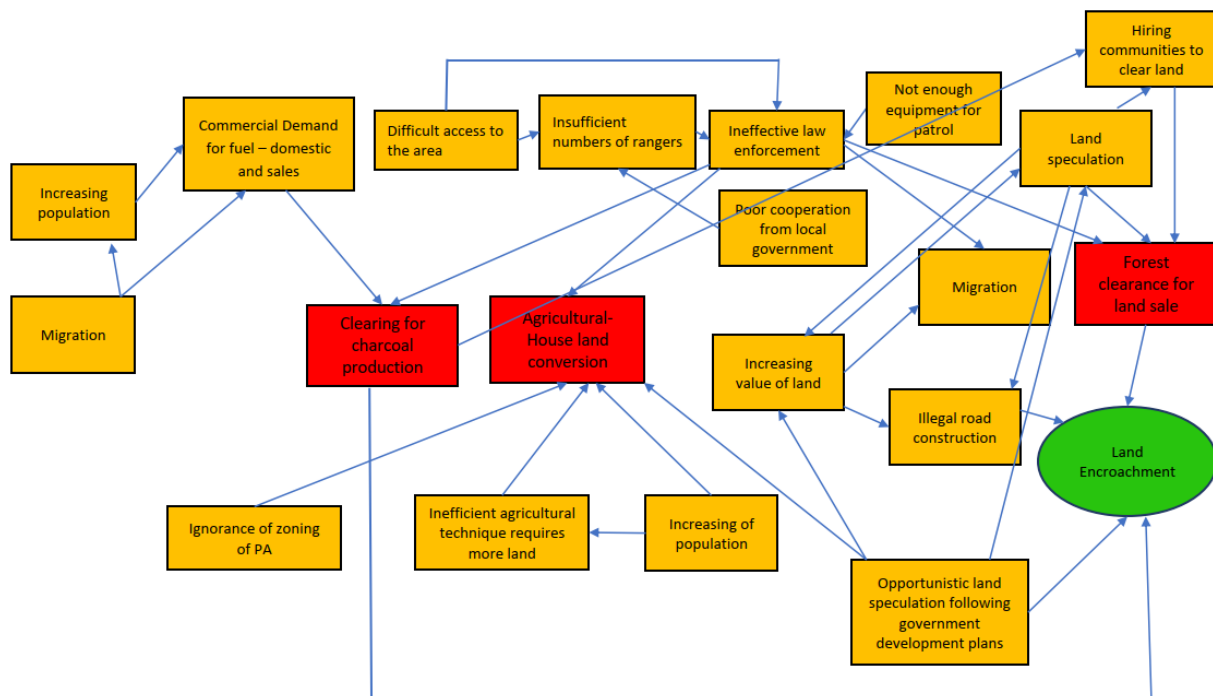 Hiring
communities to
clear land
Commercial Demand
for fuel – domestic
and sales
Difficult access to
the area
Insufficient
numbers of rangers
Ineffective law
enforcement
Not enough
equipment for
patrol
Land
speculation
Increasing
population
Poor cooperation
from local
government
Migration
Clearing for
charcoal
production
Agricultural-
House land
conversion
Migration
Forest
clearance for
land sale
Increasing
value of land
Illegal road
construction
Land
Encroachment
Ignorance of zoning
of PA
Inefficient agricultural
technique requires
more land
Increasing of
population
Opportunistic land
speculation following
government
development plans